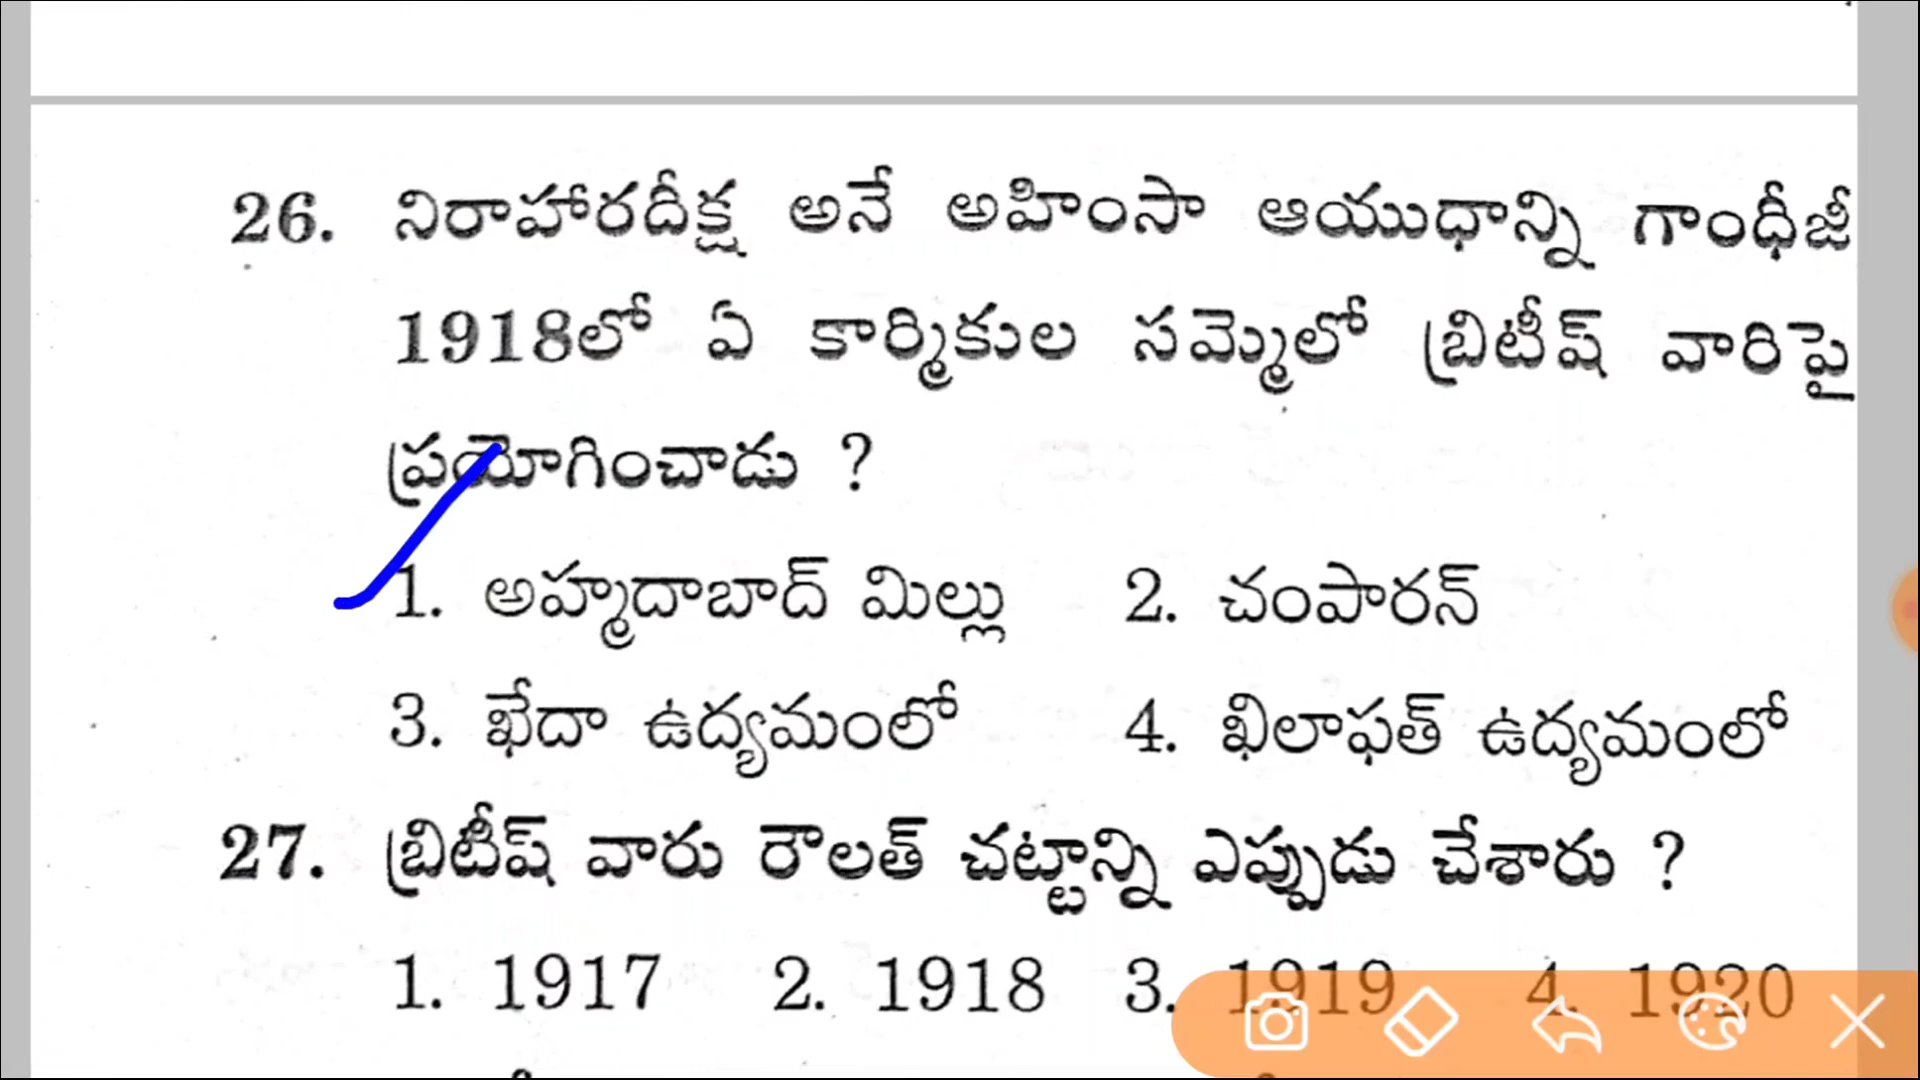 26. నిరాహారదీక్ష అనే అహింసా ఆయుధాన్ని గాంధీజీ
1918లో ఏ కార్మికుల సమ్మెలో బ్రిటీష్ వారిపై
ప్రయోగించాడు ?
1. అహ్మదాబాద్ మిల్లు 2. చంపారన్
3. ఖేదా ఉద్యమంలో 4. ఖిలాఫత్ ఉద్యమంలో
27. బ్రిటీష్ వారు రౌలత్ చట్టాన్ని ఎప్పుడు చేశారు ?
1. 1917 2. 1918 3. 1919 4. 1920